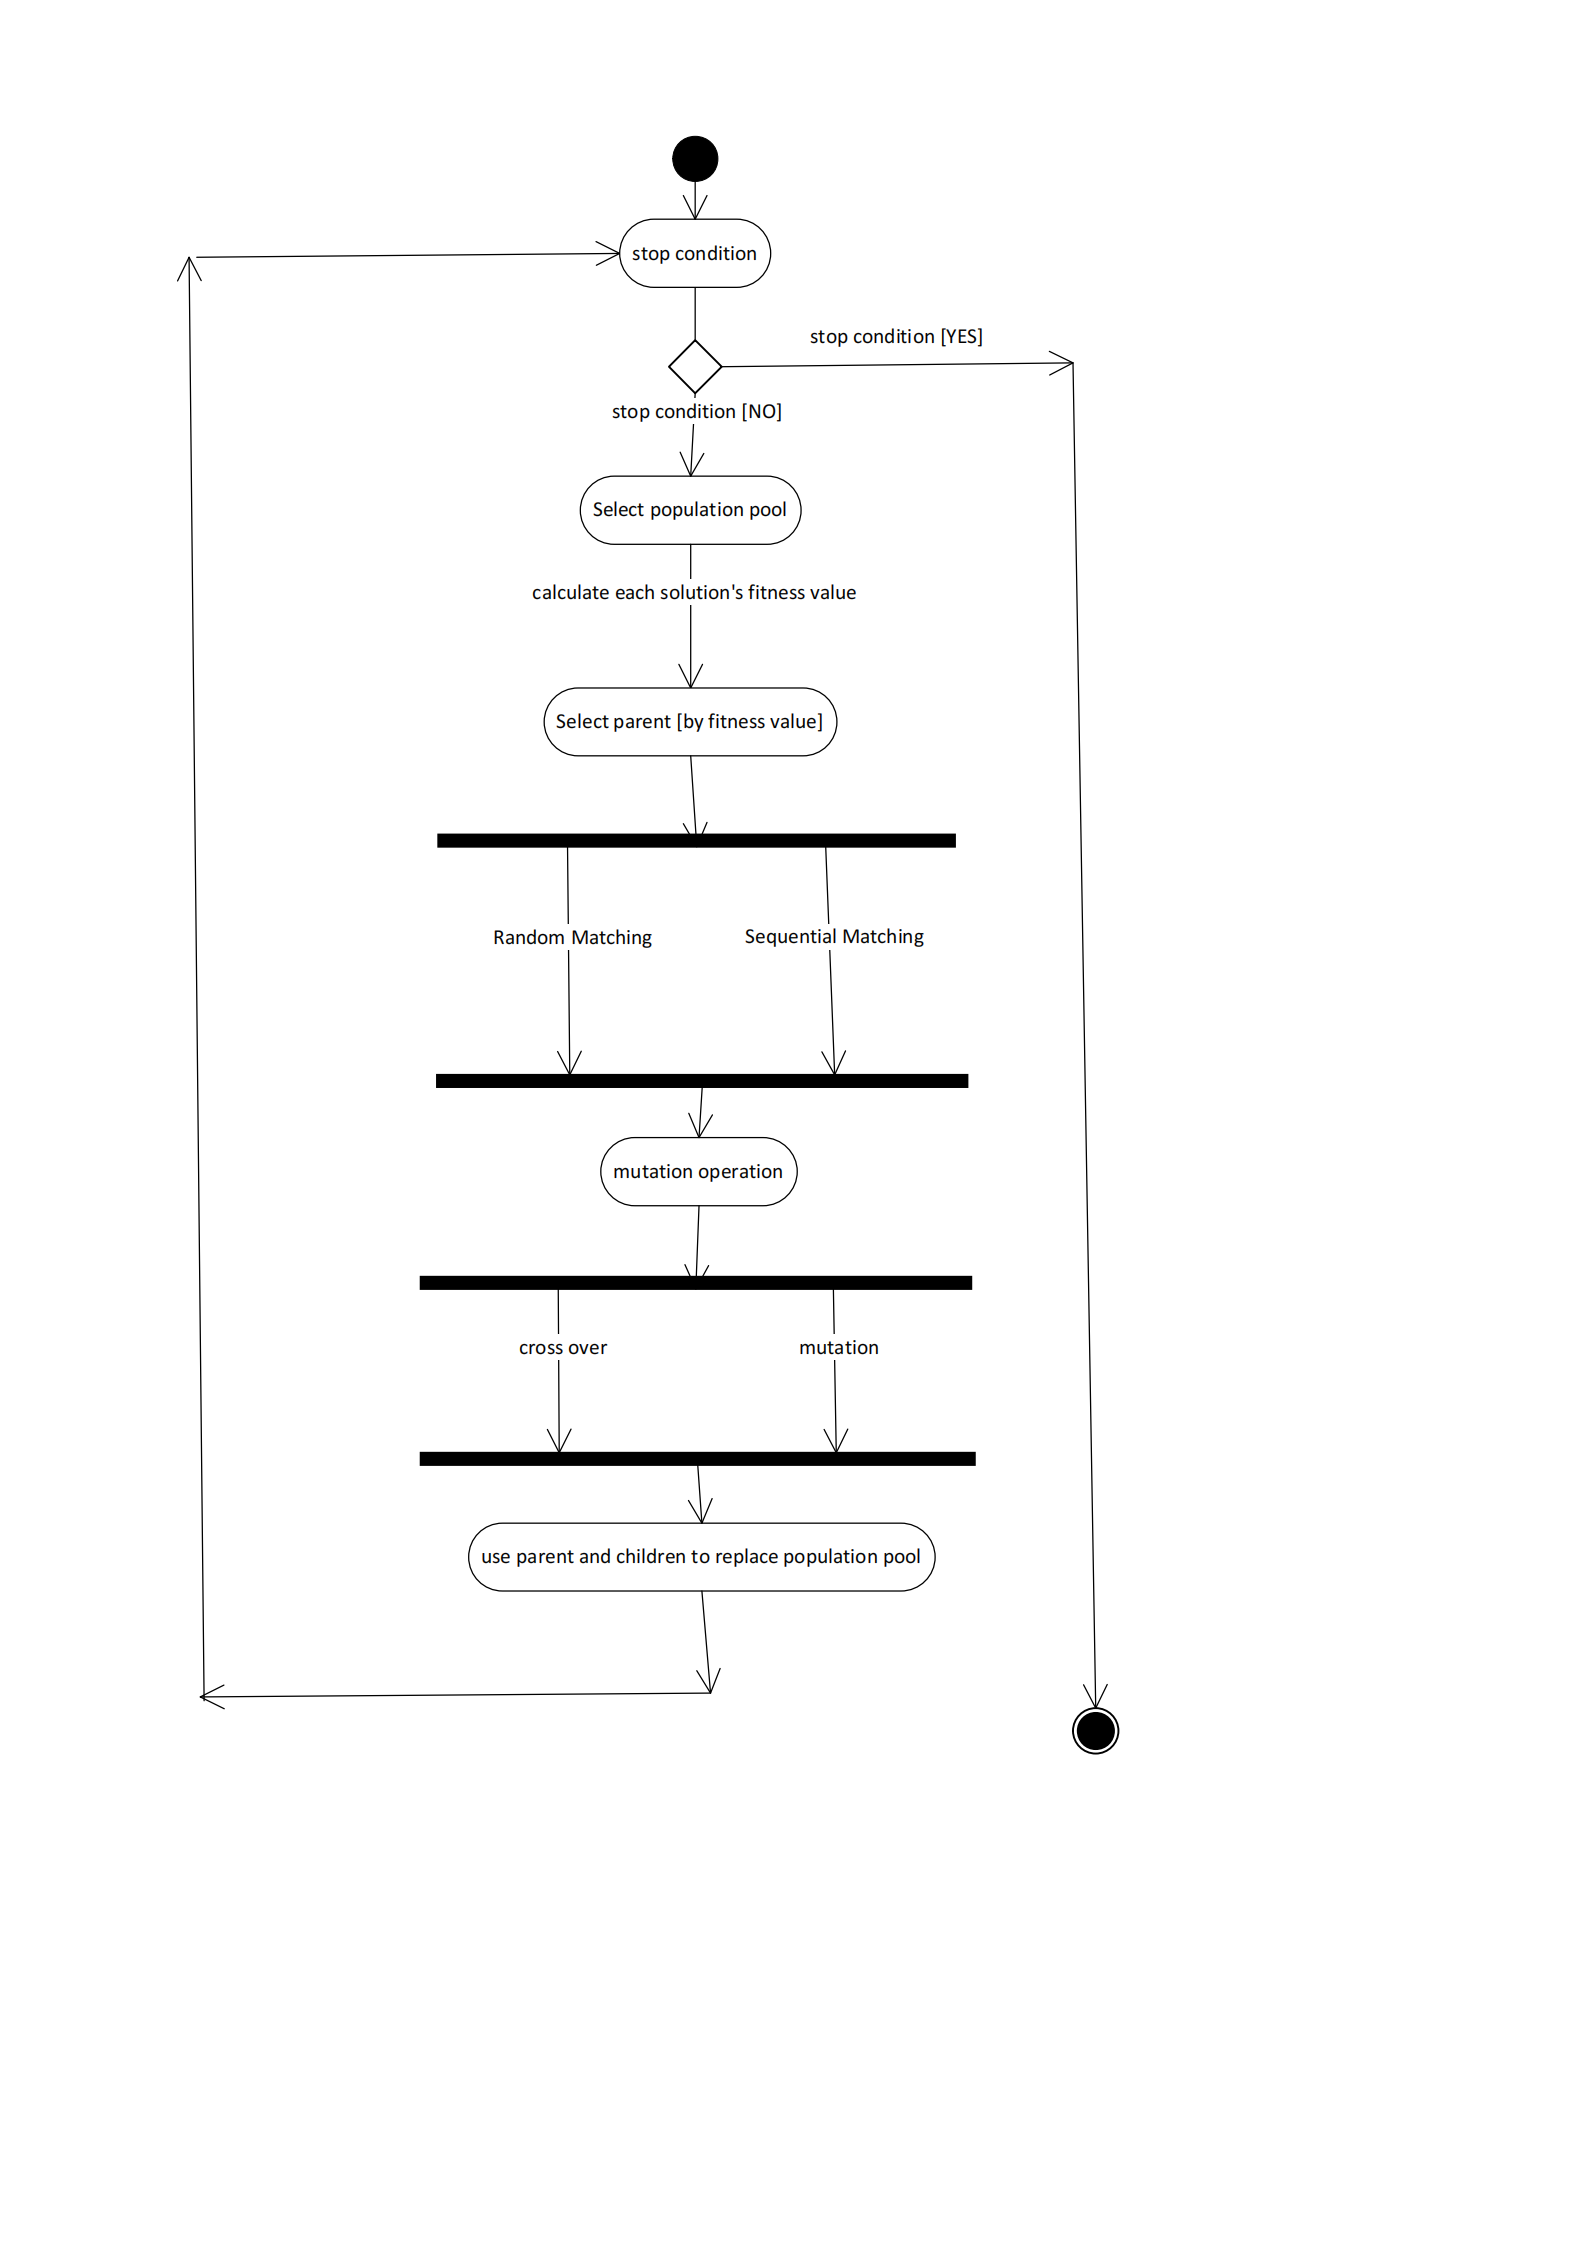 stop condition
stop condition [YES]
stop condition [NO]
Select population pool
calculate each solution's fitness value
Select parent [by fitness value]
Random Matching
Sequential Matching
mutation operation
cross over
mutation
use parent and children to replace population pool